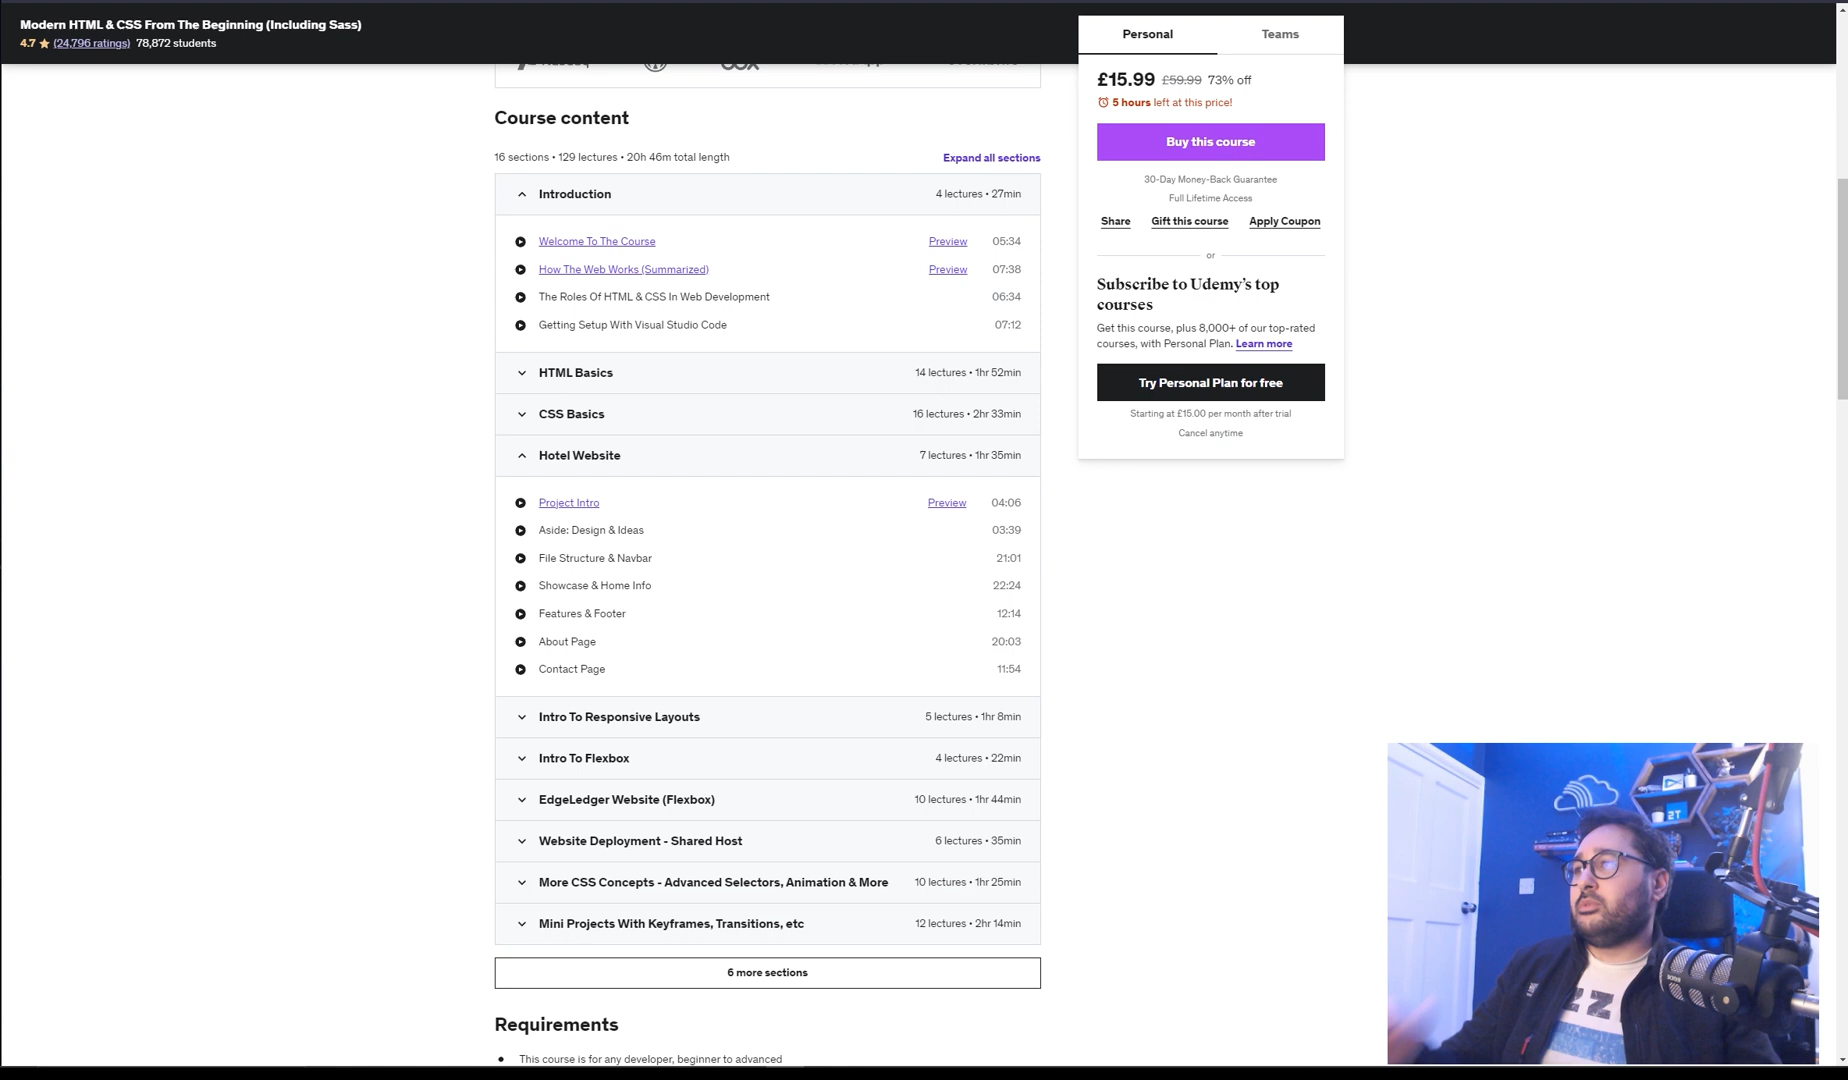 Modern HTML & CSS From The Beginning (Including Sass)
4.7 ★ (24,796 ratings) 78,872 students
Course content
16 sections • 129 lectures • 20h 46m total length
Expand all sections
Introduction 4 lectures • 27min
Welcome To The Course Preview 05:34
How The Web Works (Summarized) Preview 07:38
The Roles Of HTML & CSS In Web Development 06:34
Getting Setup With Visual Studio Code 07:12
HTML Basics 14 lectures • 1hr 52min
CSS Basics 16 lectures • 2hr 33min
Hotel Website 7 lectures • 1hr 35min
Project Intro Preview 04:06
Aside: Design & Ideas 03:39
File Structure & Navbar 21:01
Showcase & Home Info 22:24
Features & Footer 12:14
About Page 20:03
Contact Page 11:54
Intro To Responsive Layouts 5 lectures • 1hr 8min
Intro To Flexbox 4 lectures • 22min
EdgeLedger Website (Flexbox) 10 lectures • 1hr 44min
Website Deployment - Shared Host 6 lectures • 35min
More CSS Concepts - Advanced Selectors, Animation & More 10 lectures • 1hr 25min
Mini Projects With Keyframes, Transitions, etc 12 lectures • 2hr 14min
6 more sections
Requirements
• This course is for any developer, beginner to advanced
Personal Teams
£15.99 £59.99 73% off
5 hours left at this price!
Buy this course
30-Day Money-Back Guarantee
Full Lifetime Access
Share Gift this course Apply Coupon
or
Subscribe to Udemy's top
courses
Get this course, plus 8,000+ of our top-rated
courses, with Personal Plan. Learn more
Try Personal Plan for free
Starting at £15.00 per month after trial
Cancel anytime
2T